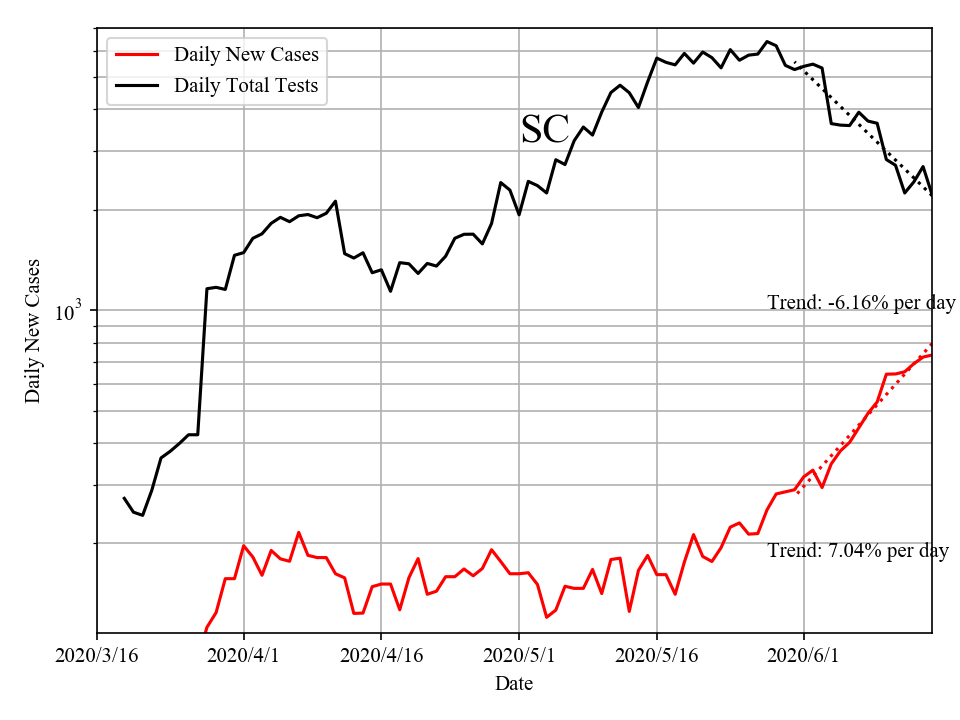 Daily New Cases
Daily Total Tests
SC
Daily New Cases
10³
Trend: -6.16% per day
Trend: 7.04% per day
2020/3/16
2020/4/1
2020/4/16
2020/5/1
2020/5/16
2020/6/1
Date